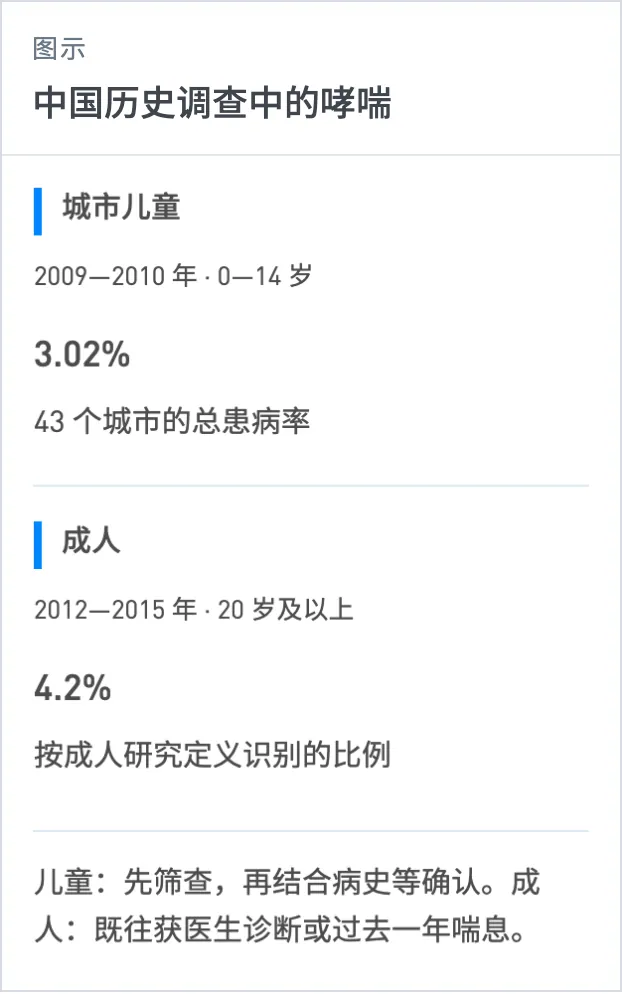 图示
中国历史调查中的哮喘
城市儿童
2009—2010 年 · 0—14 岁
3.02%
43 个城市的总患病率
成人
2012—2015 年 · 20 岁及以上
4.2%
按成人研究定义识别的比例
儿童：先筛查，再结合病史等确认。成
人：既往获医生诊断或过去一年喘息。